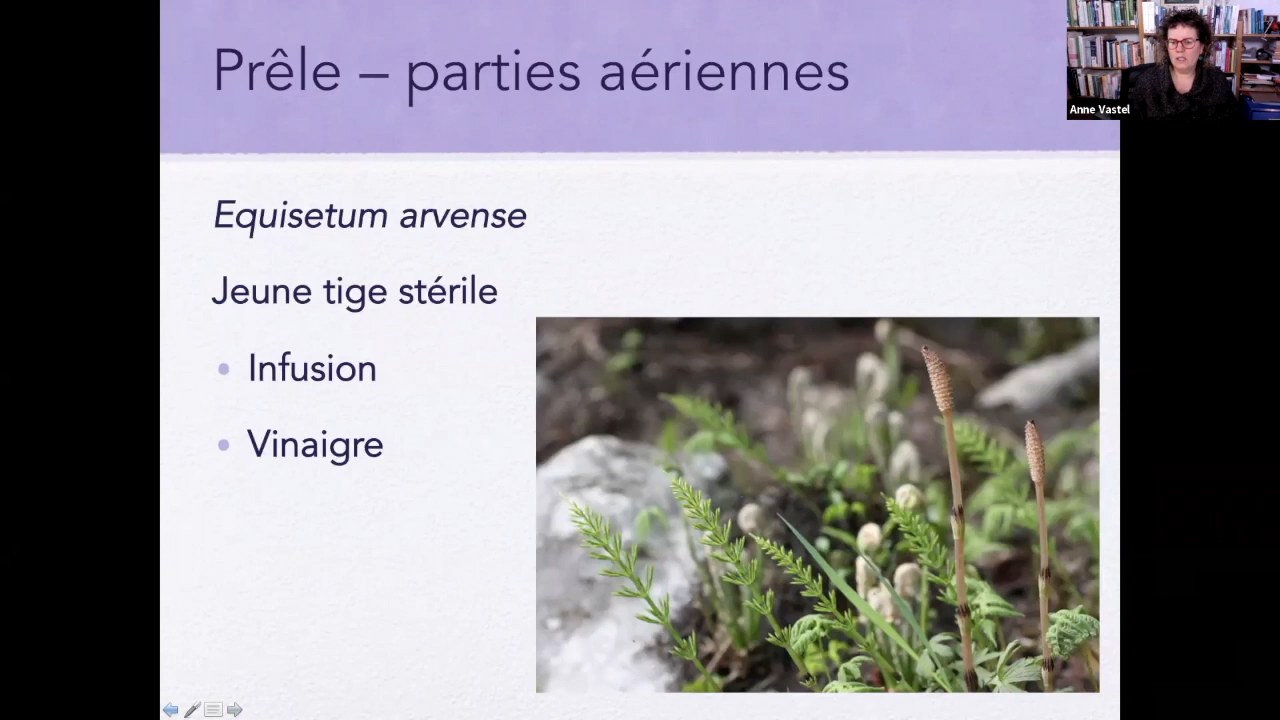 Prêle – parties aériennes
Anne Vastel
Equisetum arvense
Jeune tige stérile
• Infusion
• Vinaigre